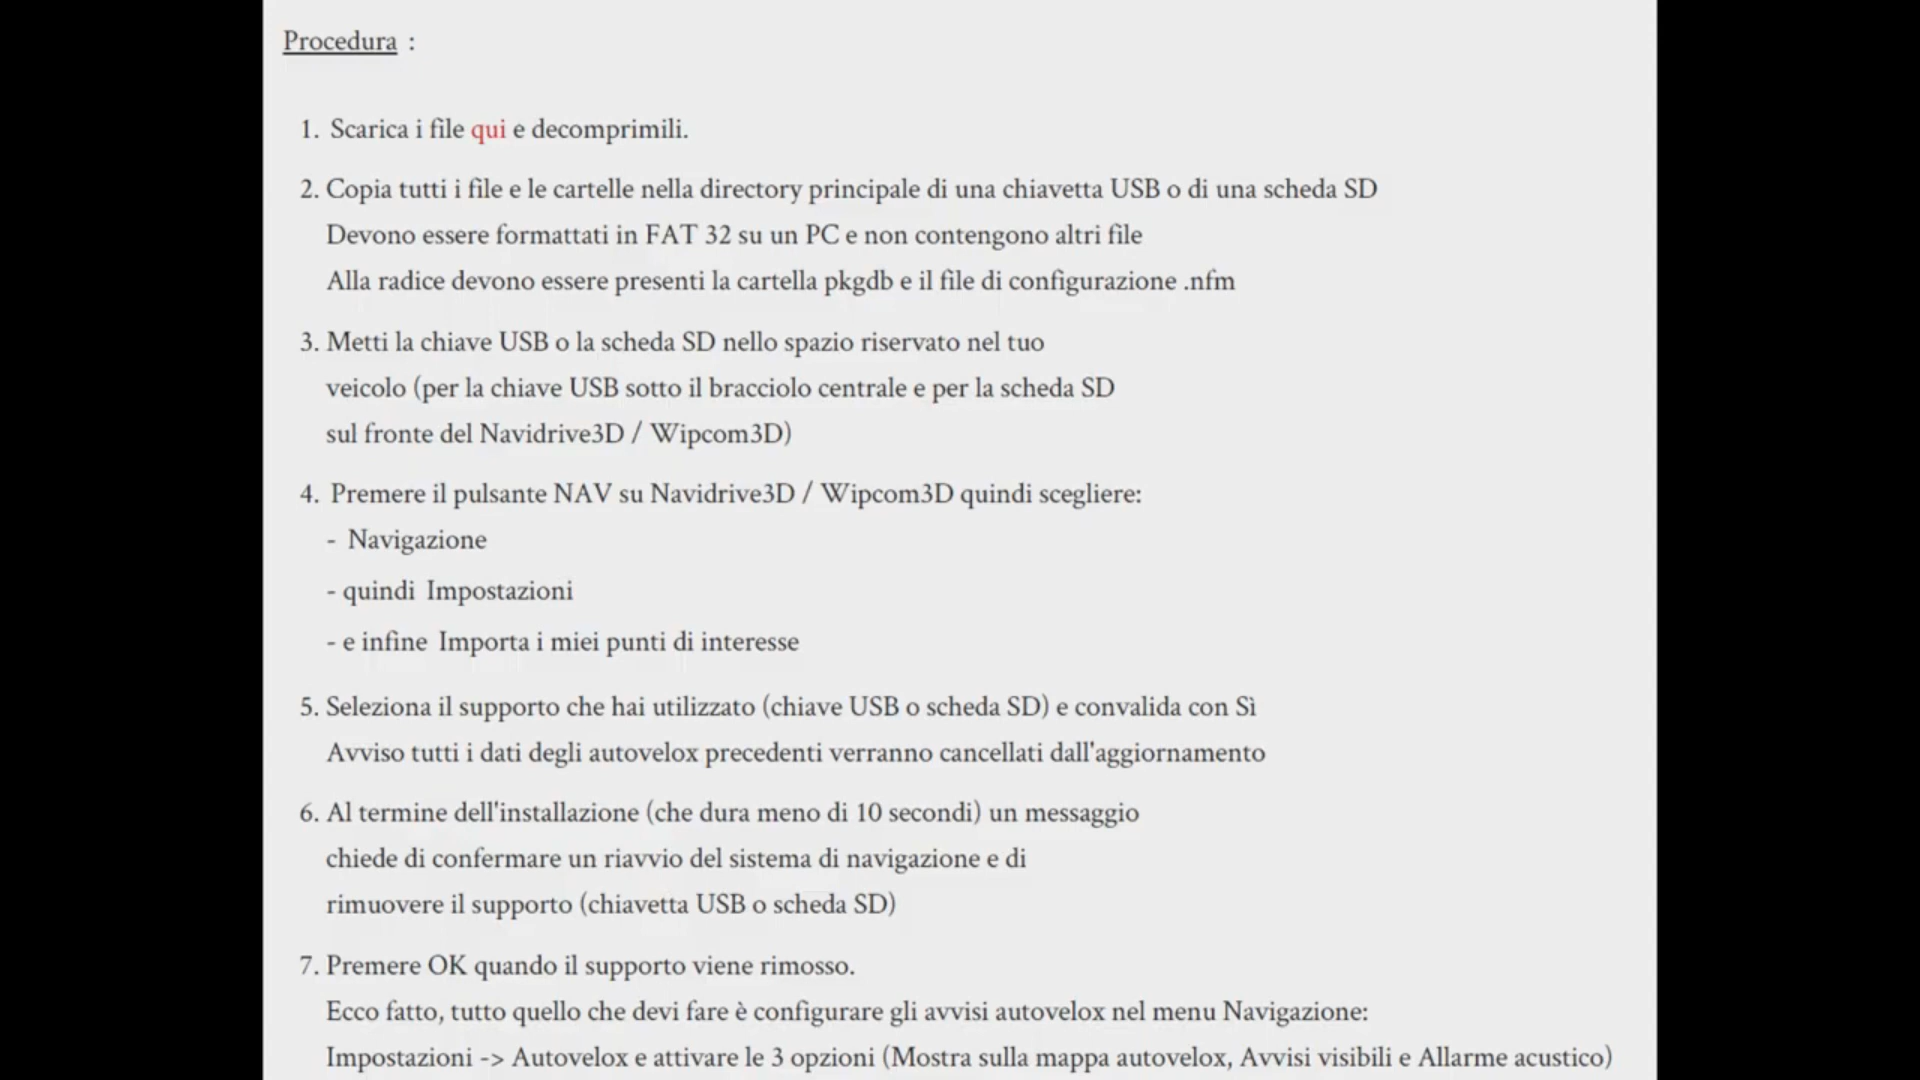 Procedura :
1. Scarica i file qui e decomprimili.
2. Copia tutti i file e le cartelle nella directory principale di una chiavetta USB o di una scheda SD
Devono essere formattati in FAT 32 su un PC e non contengono altri file
Alla radice devono essere presenti la cartella pkgdb e il file di configurazione .nfm
3. Metti la chiave USB o la scheda SD nello spazio riservato nel tuo
veicolo (per la chiave USB sotto il bracciolo centrale e per la scheda SD
sul fronte del Navidrive3D / Wipcom3D)
4. Premere il pulsante NAV su Navidrive3D / Wipcom3D quindi scegliere:
- Navigazione
- quindi Impostazioni
- e infine Importa i miei punti di interesse
5. Seleziona il supporto che hai utilizzato (chiave USB o scheda SD) e convalida con Sì
Avviso tutti i dati degli autovelox precedenti verranno cancellati dall'aggiornamento
6. Al termine dell'installazione (che dura meno di 10 secondi) un messaggio
chiede di confermare un riavvio del sistema di navigazione e di
rimuovere il supporto (chiavetta USB o scheda SD)
7. Premere OK quando il supporto viene rimosso.
Ecco fatto, tutto quello che devi fare è configurare gli avvisi autovelox nel menu Navigazione:
Impostazioni -> Autovelox e attivare le 3 opzioni (Mostra sulla mappa autovelox, Avvisi visibili e Allarme acustico)